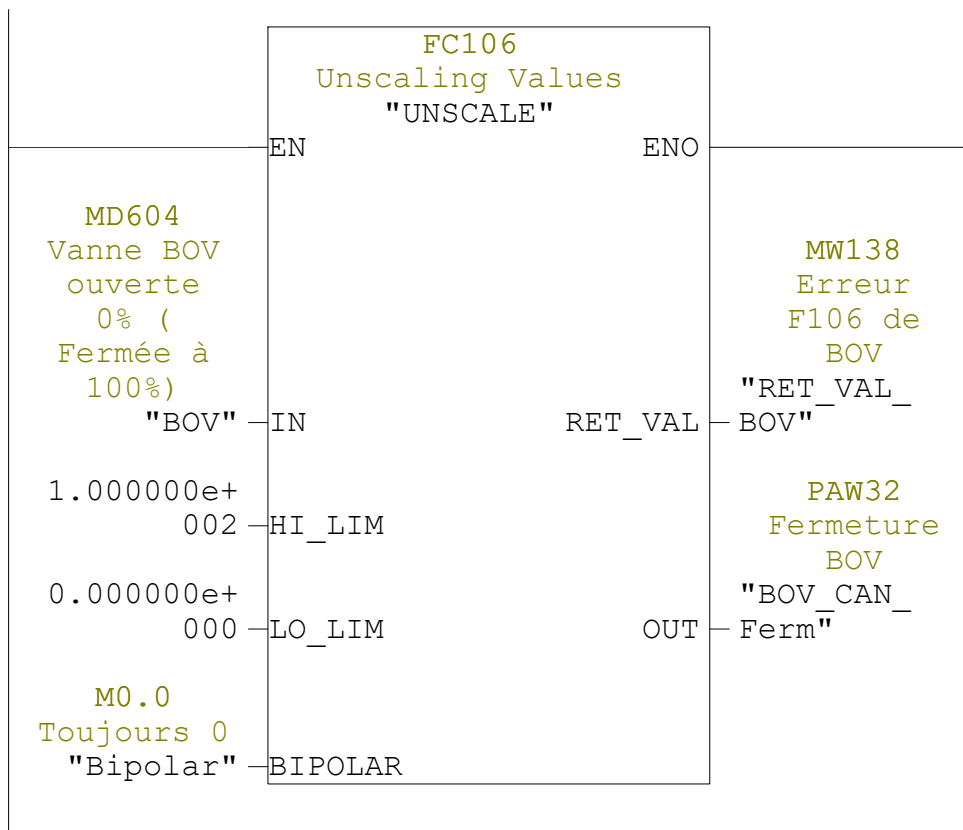 FC106
Unscaling Values
"UNSCALE"
EN
ENO
MD604
Vanne BOV
ouverte
0% (
Fermée à
100%)
"BOV"
IN
MW138
Erreur
F106 de
BOV
"RET_VAL_
RET_VAL
BOV"
1.000000e+
002
HI_LIM
PAW32
Fermeture
BOV
0.000000e+
000
LO_LIM
"BOV_CAN_
OUT
Ferm"
M0.0
Toujours 0
"Bipolar"
BIPOLAR